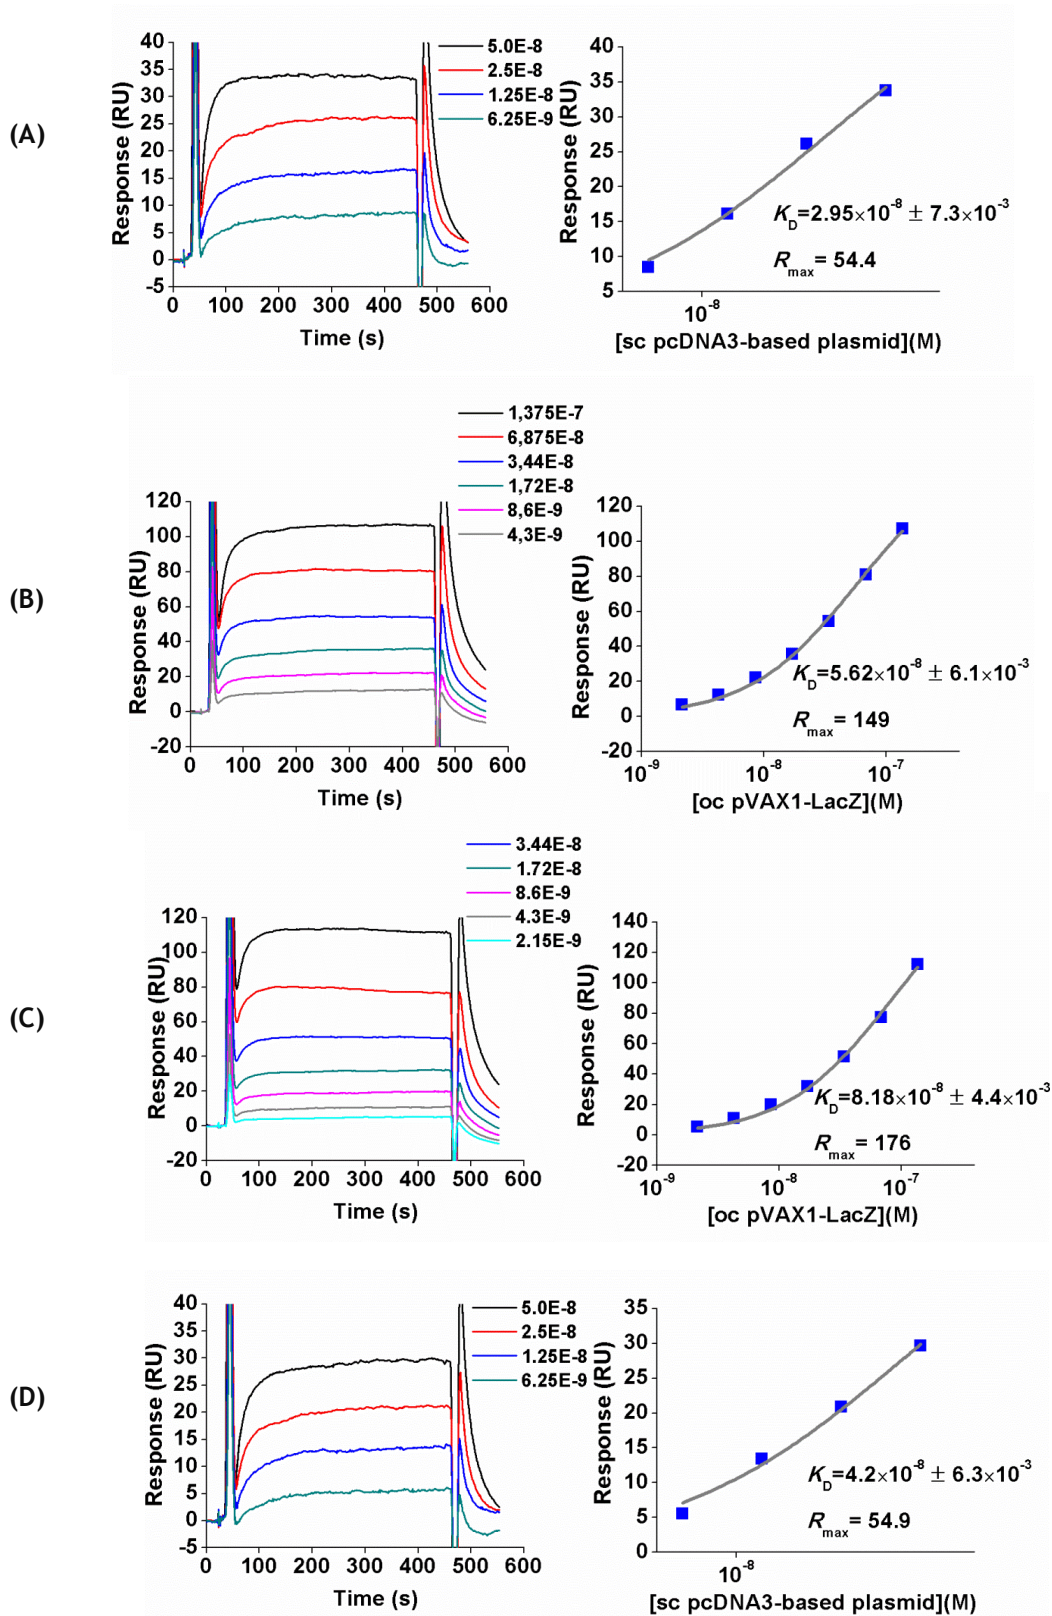 (A)
40
35
30
25
20
15
10
5
0
-5
Response (RU)
0 100 200 300 400 500 600
Time (s)
5.0E-8
2.5E-8
1.25E-8
6.25E-9
40
35
30
25
20
15
10
5
Response (RU)
K_D=2.95×10⁻⁸ ± 7.3×10⁻³
R_max = 54.4
10⁻⁸
[sc pcDNA3-based plasmid](M)
(B)
1,375E-7
6,875E-8
3,44E-8
1,72E-8
8,6E-9
4,3E-9
120
100
80
60
40
20
0
-20
Response (RU)
0 100 200 300 400 500 600
Time (s)
120
100
80
60
40
20
0
-20
Response (RU)
K_D=5.62×10⁻⁸ ± 6.1×10⁻³
R_max = 149
10⁻⁹ 10⁻⁸ 10⁻⁷
[oc pVAX1-LacZ](M)
(C)
3.44E-8
1.72E-8
8.6E-9
4.3E-9
2.15E-9
120
100
80
60
40
20
0
-20
Response (RU)
0 100 200 300 400 500 600
Time (s)
140
120
100
80
60
40
20
0
-20
Response (RU)
K_D=8.18×10⁻⁸ ± 4.4×10⁻³
R_max = 176
10⁻⁹ 10⁻⁸ 10⁻⁷
[oc pVAX1-LacZ](M)
(D)
40
35
30
25
20
15
10
5
0
-5
Response (RU)
0 100 200 300 400 500 600
Time (s)
5.0E-8
2.5E-8
1.25E-8
6.25E-9
35
30
25
20
15
10
5
0
Response (RU)
K_D=4.2×10⁻⁸ ± 6.3×10⁻³
R_max = 54.9
10⁻⁸
[sc pcDNA3-based plasmid](M)